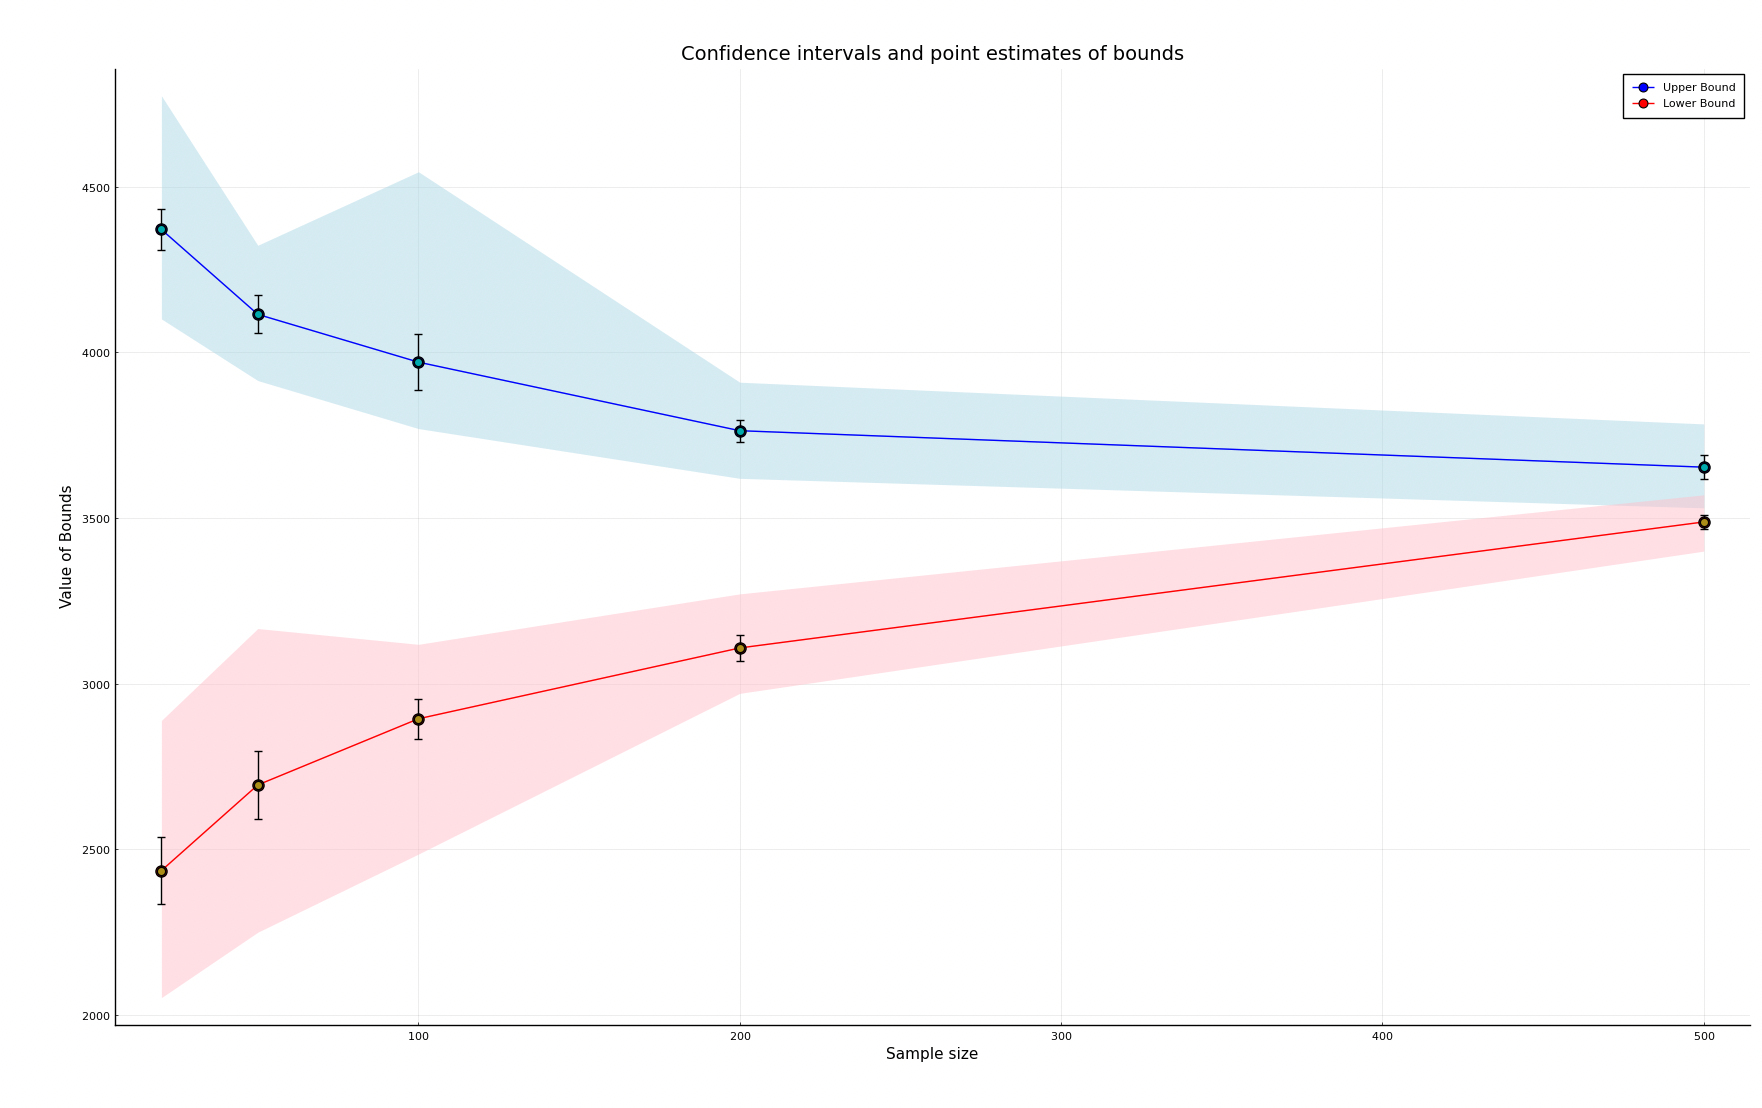 Confidence intervals and point estimates of bounds
Upper Bound
Lower Bound
4500
4000
3500
3000
2500
2000
Value of Bounds
100
200
300
400
500
Sample size